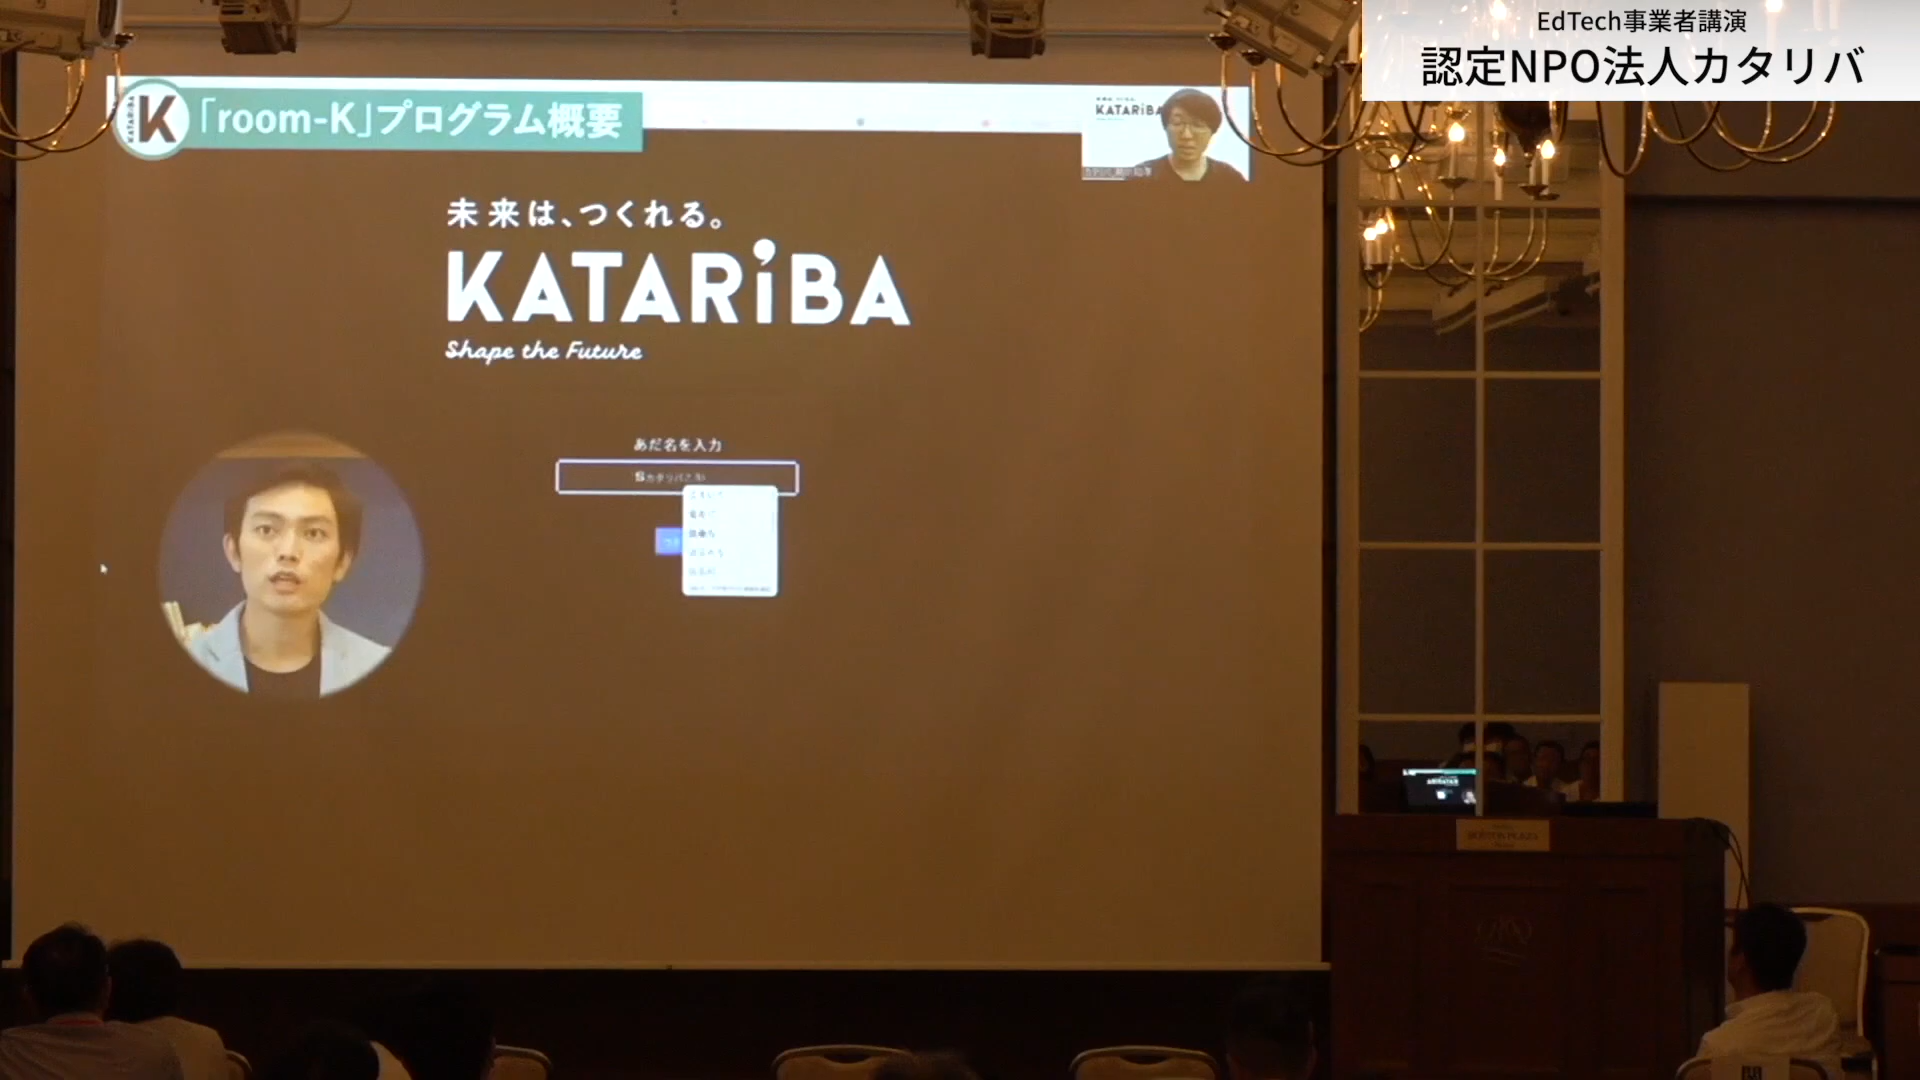 EdTech事業者講演
認定NPO法人カタリバ
K
「room-K」プログラム概要
KATARiBA
未来は、つくれる。
KATARiBA
Shape the Future
あだ名を入力